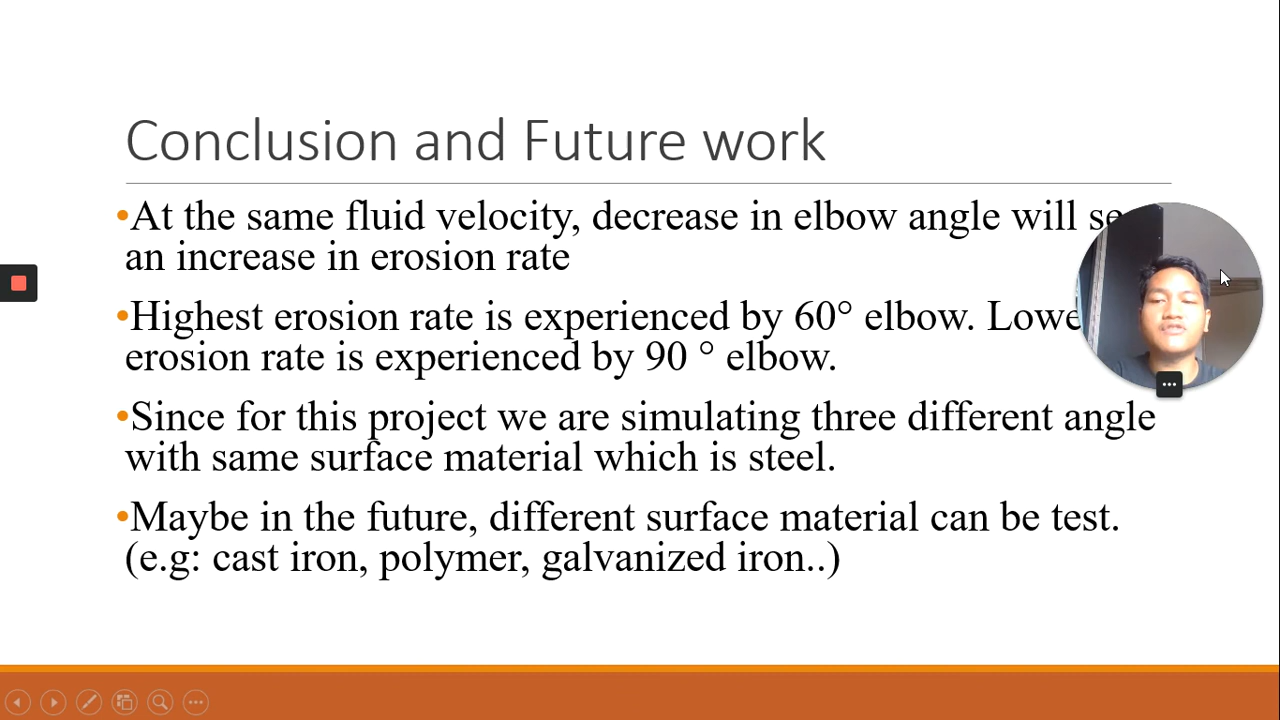 Conclusion and Future work
•At the same fluid velocity, decrease in elbow angle will
an increase in erosion rate
•Highest erosion rate is experienced by 60° elbow.
erosion rate is experienced by 90 ° elbow.
•Since for this project we are simulating three different angle
with same surface material which is steel.
•Maybe in the future, different surface material can be test.
(e.g: cast iron, polymer, galvanized iron..)